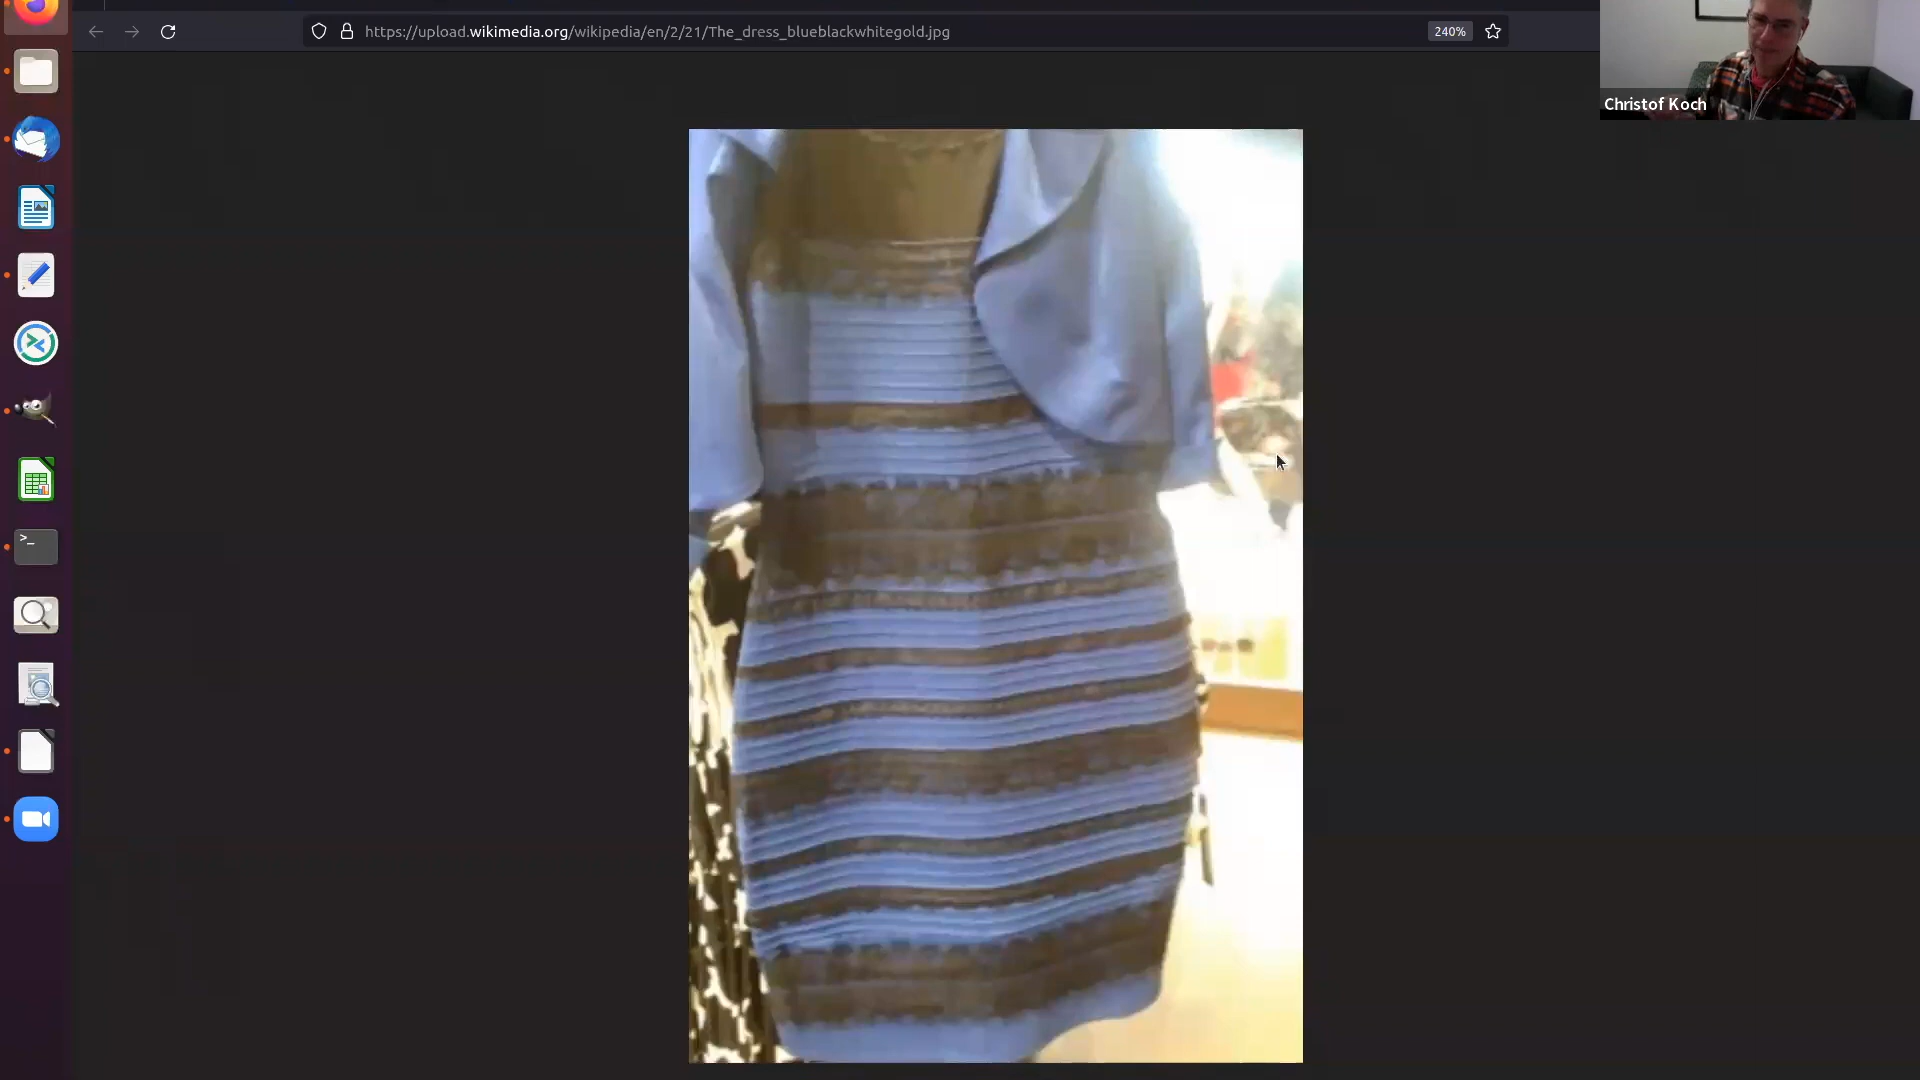 https://upload.wikimedia.org/wikipedia/en/2/21/The_dress_blueblackwhitegold.jpg
240%
Christof Koch
>_